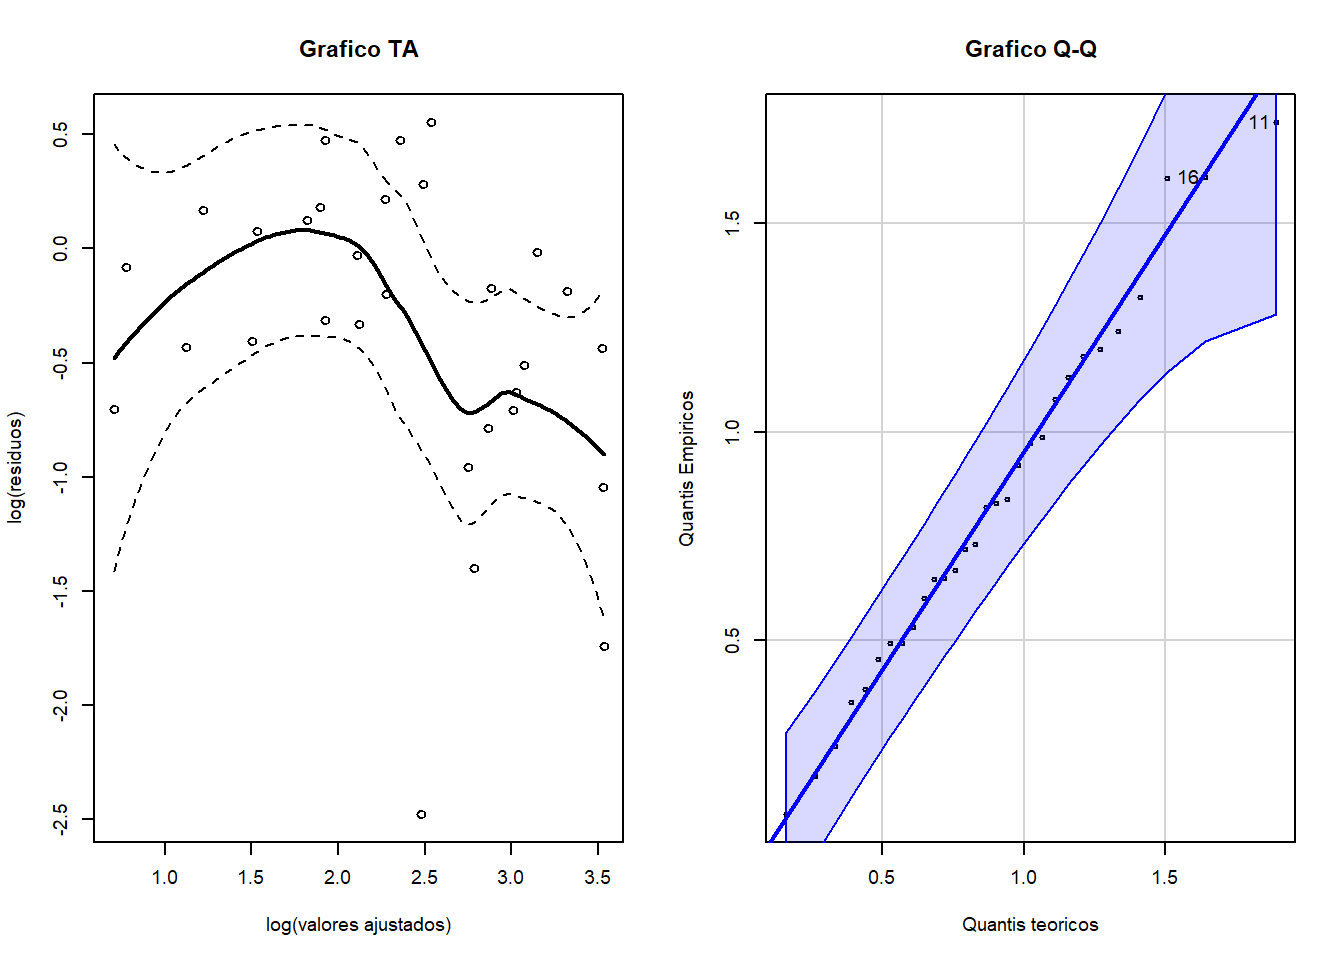 Grafico TA
log(residuos)
0.5
0.0
-0.5
-1.0
-1.5
-2.0
-2.5
1.0 1.5 2.0 2.5 3.0 3.5
log(valores ajustados)
Grafico Q-Q
Quantis Empiricos
1.5
1.0
0.5
11
16
0.5 1.0 1.5
Quantis teoricos